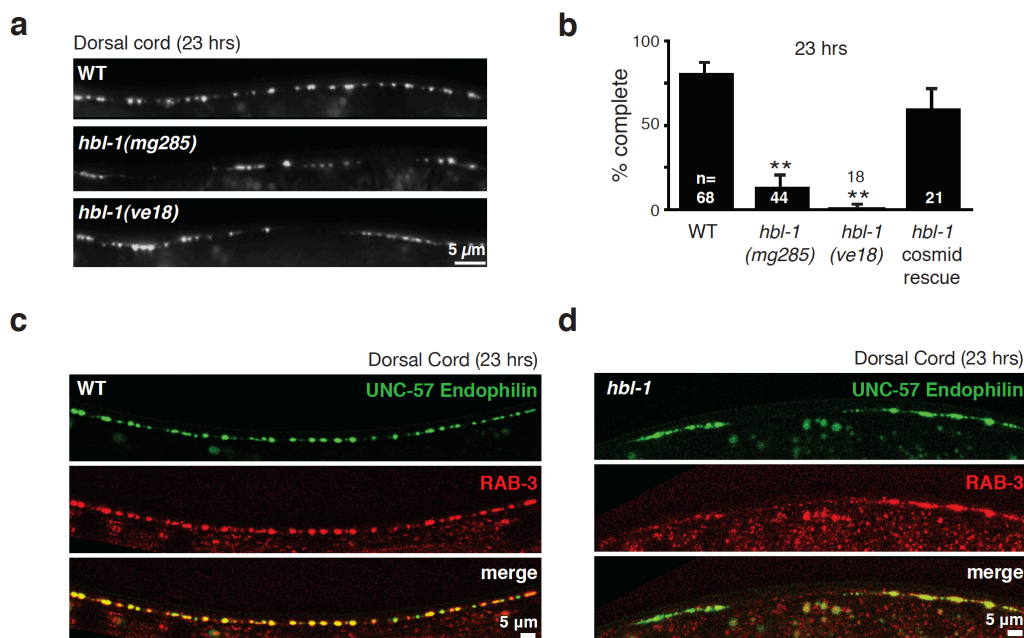 a
Dorsal cord (23 hrs)
WT
hbl-1(mg285)
hbl-1(ve18)
5 µm
b
23 hrs
% complete
100
50
0
n=
68
**
44
18
**
21
WT
hbl-1
(mg285)
hbl-1
(ve18)
hbl-1
cosmid
rescue
c
Dorsal Cord (23 hrs)
WT
UNC-57 Endophilin
RAB-3
merge
5 µm
d
Dorsal Cord (23 hrs)
hbl-1
UNC-57 Endophilin
RAB-3
merge
5 µm